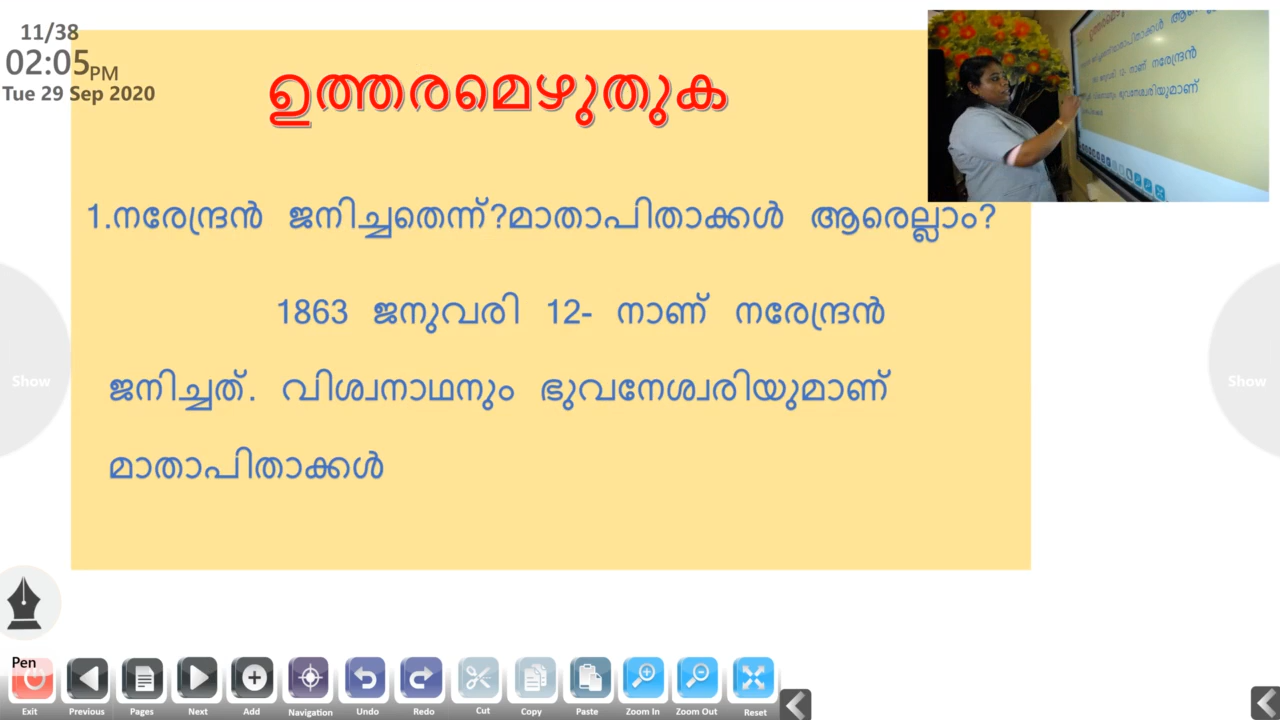 11/38
02:05PM
Tue 29 Sep 2020
ഉത്തരമെഴുതുക
1.നരേന്ദ്രൻ ജനിച്ചതെന്ന്?മാതാപിതാക്കൾ ആരെല്ലാം?
1863 ജനുവരി 12- നാണ് നരേന്ദ്രൻ
ജനിച്ചത്. വിശ്വനാഥനും ഭുവനേശ്വരിയുമാണ്
മാതാപിതാക്കൾ
Show
Show
Pen
Exit Previous Pages Next Add Navigation Undo Redo Cut Copy Paste Zoom In Zoom Out Reset